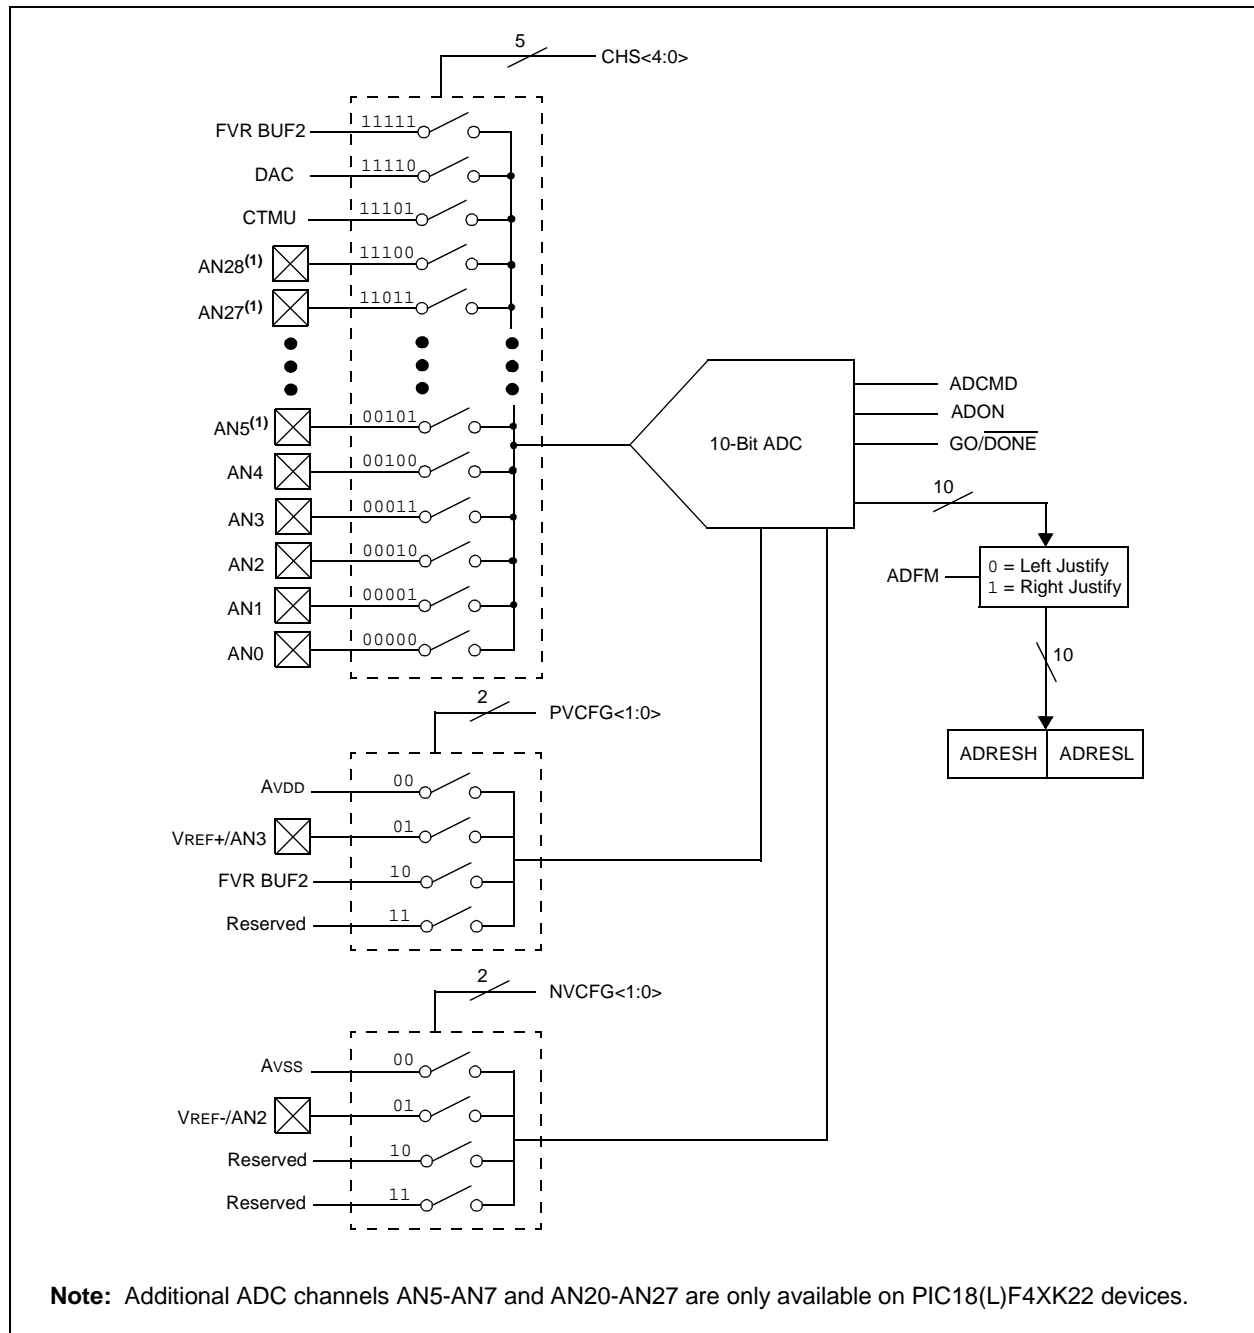 5
CHS<4:0>
FVR BUF2 11111
DAC 11110
CTMU 11101
AN28(1) 11100
AN27(1) 11011
AN5(1) 00101
AN4 00100
AN3 00011
AN2 00010
AN1 00001
AN0 00000
10-Bit ADC
ADCMD
ADON
GO/DONE
10
ADFM
0 = Left Justify
1 = Right Justify
10
ADRESH ADRESL
2
PVCFG<1:0>
AVDD 00
VREF+/AN3 01
FVR BUF2 10
Reserved 11
2
NVCFG<1:0>
AVSS 00
VREF-/AN2 01
Reserved 10
Reserved 11
Note: Additional ADC channels AN5-AN7 and AN20-AN27 are only available on PIC18(L)F4XK22 devices.